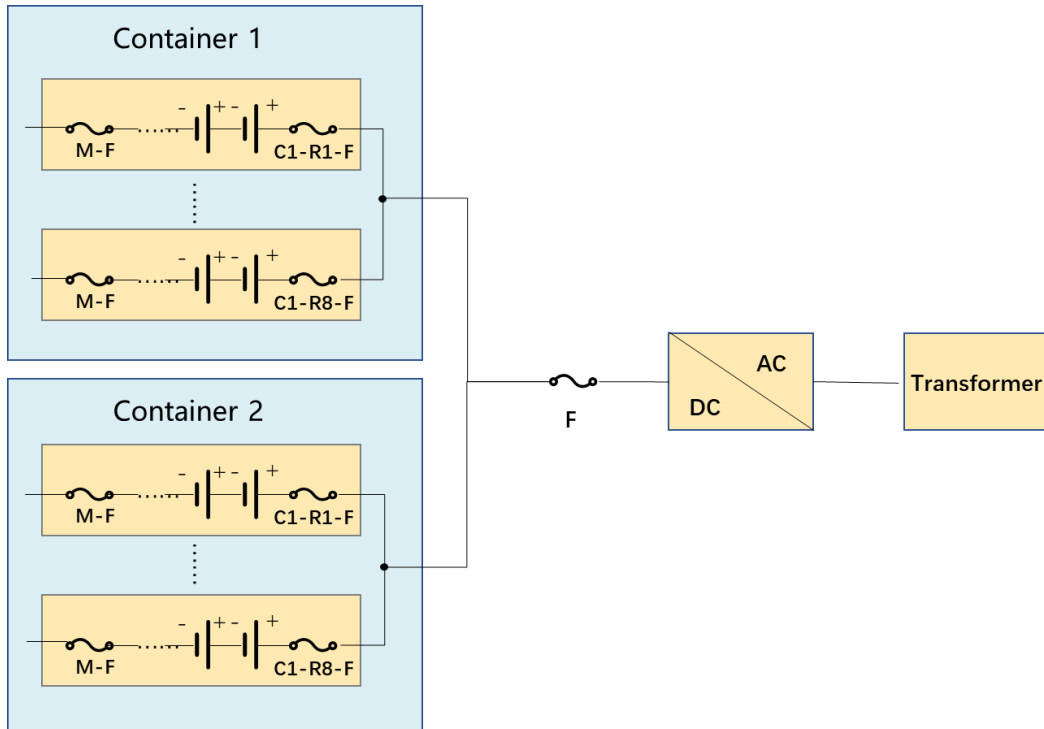 Container 1
- + - +
M-F ...... C1-R1-F
- + - +
M-F ...... C1-R8-F
Container 2
- + - +
M-F ...... C1-R1-F
- + - +
M-F ...... C1-R8-F
F
AC
DC
Transformer